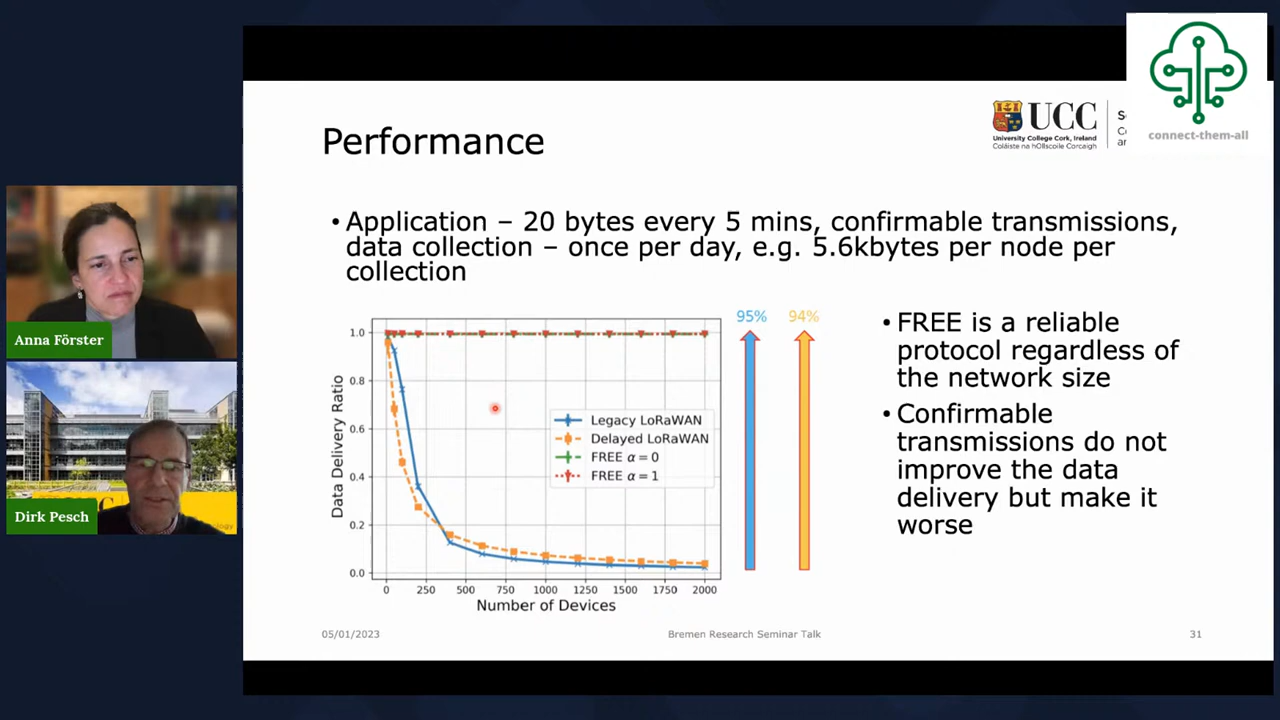 connect-them-all
UCC
University College Cork, Ireland
Coláiste na hOllscoile Corcaigh
Performance
• Application – 20 bytes every 5 mins, confirmable transmissions,
data collection – once per day, e.g. 5.6kbytes per node per
collection
Anna Förster
Dirk Pesch
95%
94%
1.0
0.8
0.6
0.4
0.2
0.0
Data Delivery Ratio
Legacy LoRaWAN
Delayed LoRaWAN
FREE α = 0
FREE α = 1
0 250 500 750 1000 1250 1500 1750 2000
Number of Devices
• FREE is a reliable
protocol regardless of
the network size
• Confirmable
transmissions do not
improve the data
delivery but make it
worse
05/01/2023
Bremen Research Seminar Talk
31